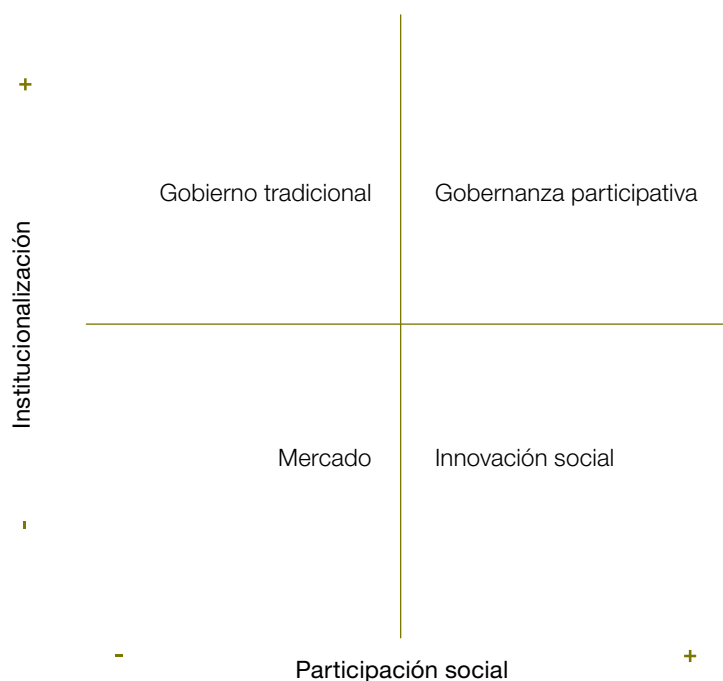 +
Gobierno tradicional
Gobernanza participativa
Institucionalización
Mercado
Innovación social
-
-
+
Participación social